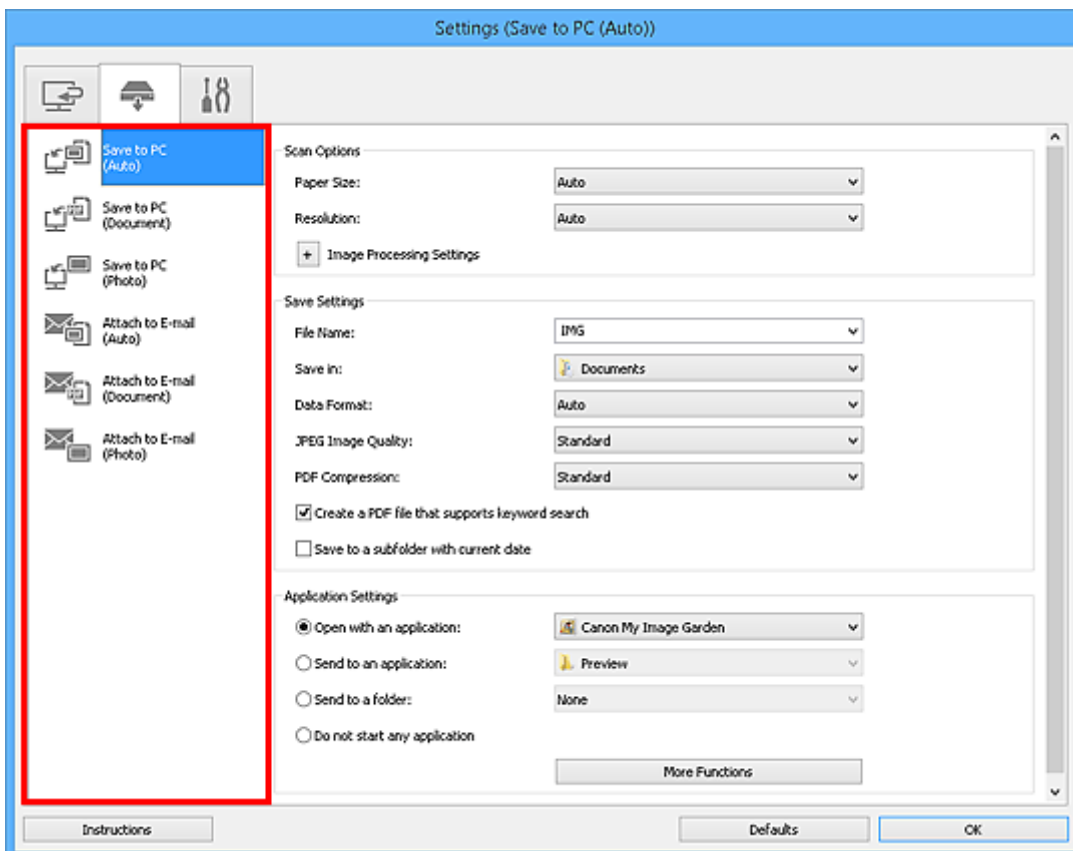 Settings (Save to PC (Auto))
Save to PC
(Auto)
Save to PC
(Document)
Save to PC
(Photo)
Attach to E-mail
(Auto)
Attach to E-mail
(Document)
Attach to E-mail
(Photo)
Scan Options
Paper Size: Auto
Resolution: Auto
+ Image Processing Settings
Save Settings
File Name: IMG
Save in: Documents
Data Format: Auto
JPEG Image Quality: Standard
PDF Compression: Standard
Create a PDF file that supports keyword search
Save to a subfolder with current date
Application Settings
Open with an application: Canon My Image Garden
Send to an application: Preview
Send to a folder: None
Do not start any application
More Functions
Instructions Defaults OK